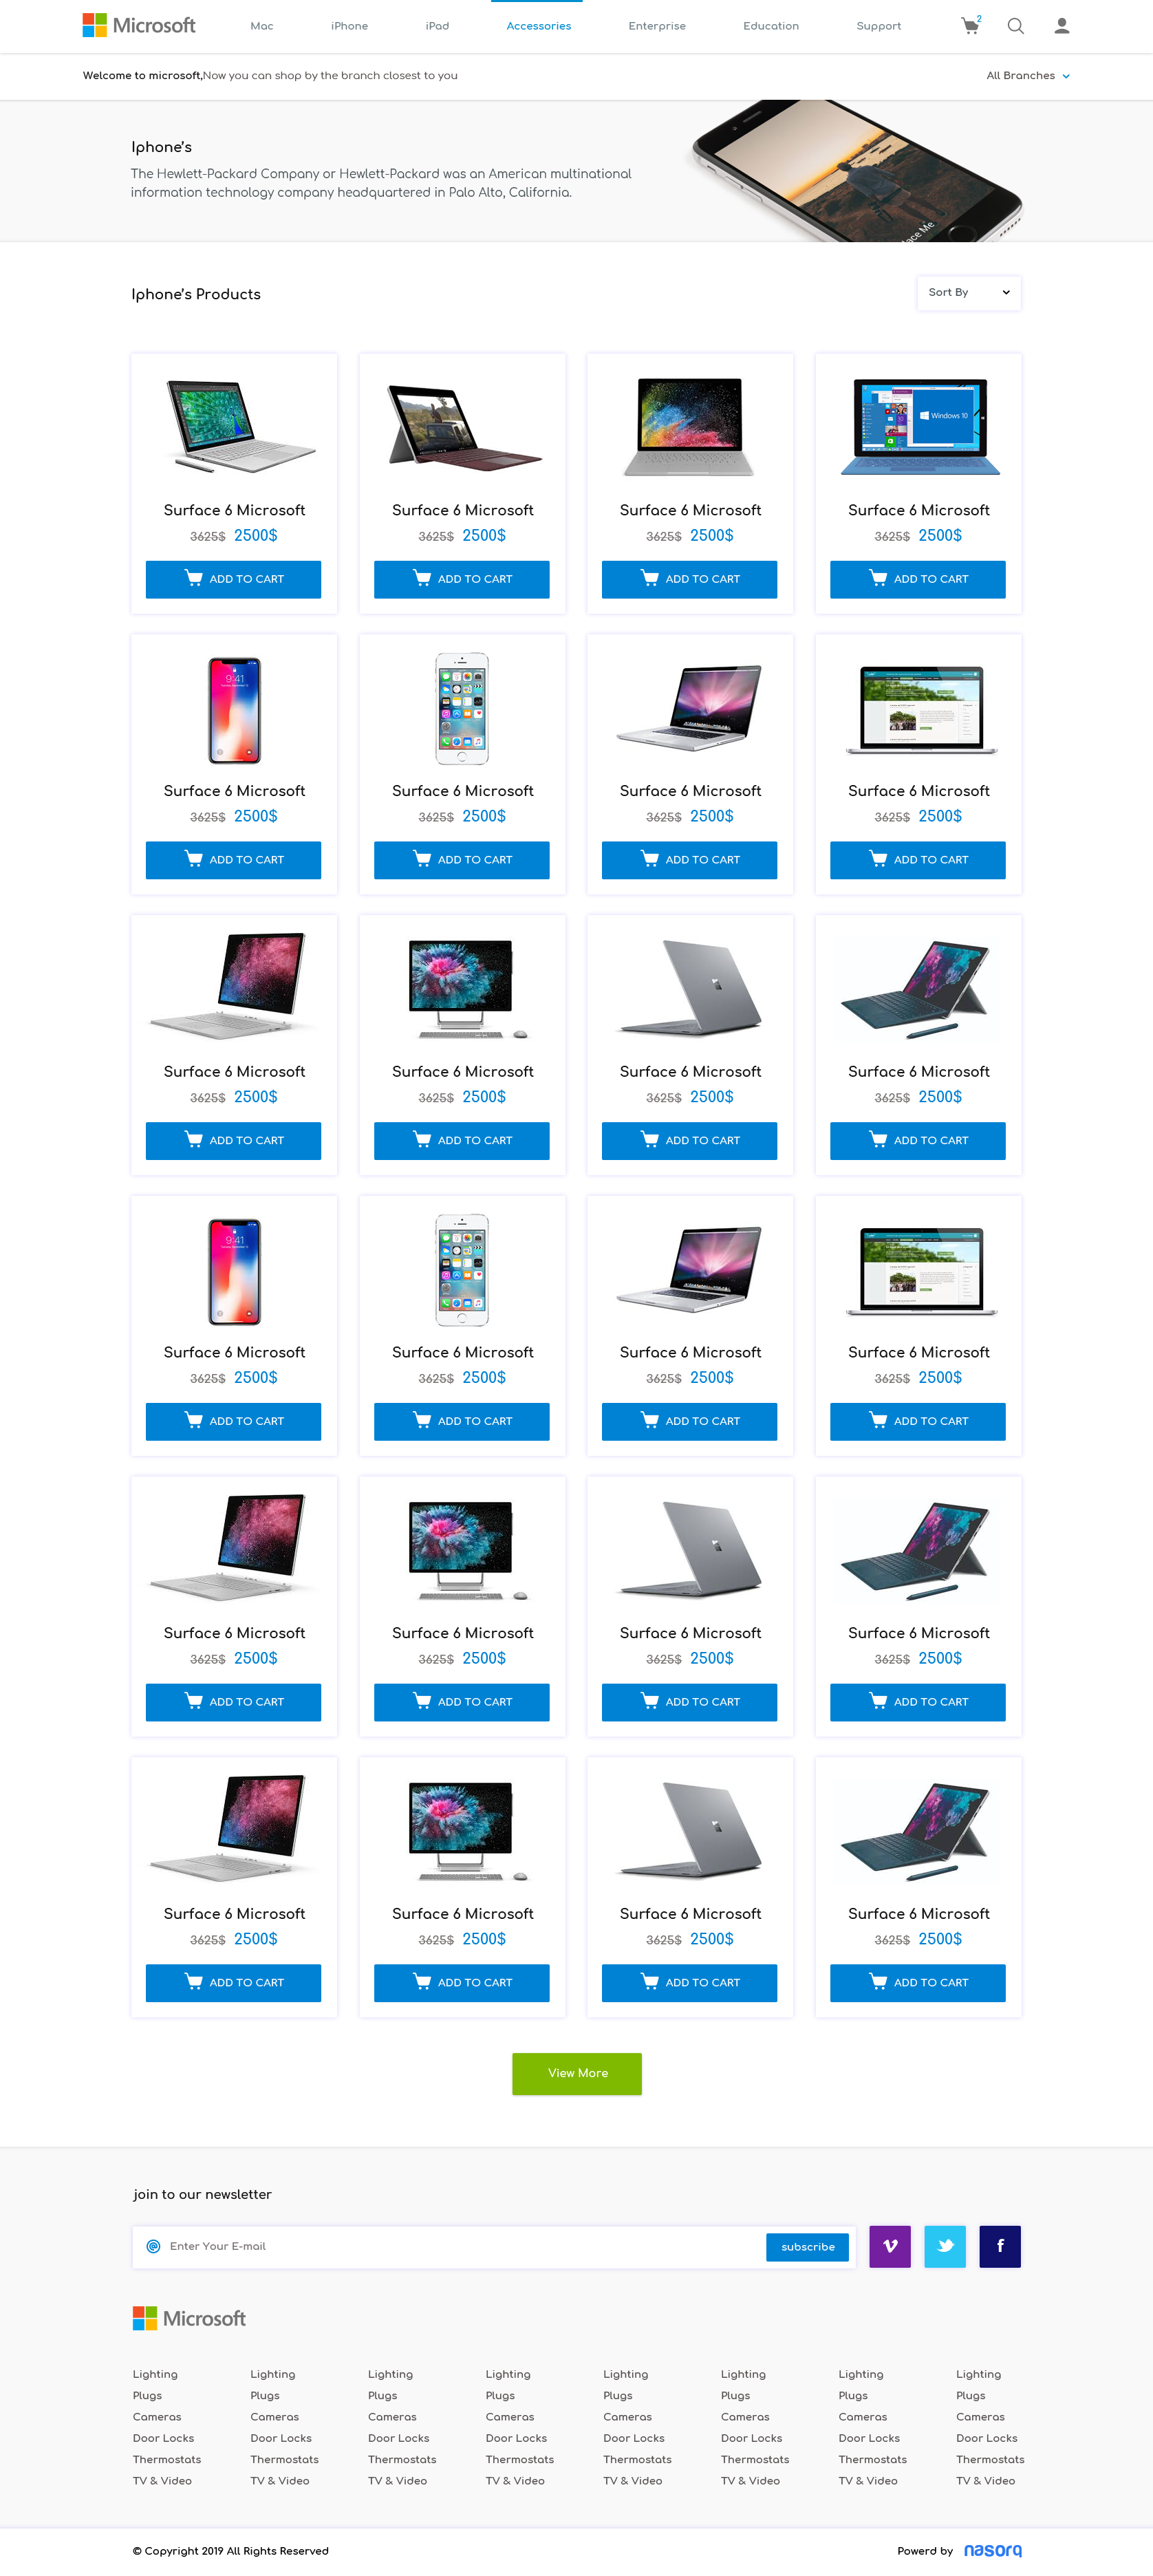 Microsoft Mac iPhone iPad Accessories Enterprise Education Support 2
Welcome to microsoft,Now you can shop by the branch closest to you All Branches
Iphone's
The Hewlett-Packard Company or Hewlett-Packard was an American multinational
information technology company headquartered in Palo Alto, California.
Iphone's Products
Sort By
Windows 10
Surface 6 Microsoft Surface 6 Microsoft Surface 6 Microsoft Surface 6 Microsoft
3625$ 2500$ 3625$ 2500$ 3625$ 2500$ 3625$ 2500$
ADD TO CART ADD TO CART ADD TO CART ADD TO CART
9:41
Surface 6 Microsoft Surface 6 Microsoft Surface 6 Microsoft Surface 6 Microsoft
3625$ 2500$ 3625$ 2500$ 3625$ 2500$ 3625$ 2500$
ADD TO CART ADD TO CART ADD TO CART ADD TO CART
Surface 6 Microsoft Surface 6 Microsoft Surface 6 Microsoft Surface 6 Microsoft
3625$ 2500$ 3625$ 2500$ 3625$ 2500$ 3625$ 2500$
ADD TO CART ADD TO CART ADD TO CART ADD TO CART
9:41
Surface 6 Microsoft Surface 6 Microsoft Surface 6 Microsoft Surface 6 Microsoft
3625$ 2500$ 3625$ 2500$ 3625$ 2500$ 3625$ 2500$
ADD TO CART ADD TO CART ADD TO CART ADD TO CART
Surface 6 Microsoft Surface 6 Microsoft Surface 6 Microsoft Surface 6 Microsoft
3625$ 2500$ 3625$ 2500$ 3625$ 2500$ 3625$ 2500$
ADD TO CART ADD TO CART ADD TO CART ADD TO CART
Surface 6 Microsoft Surface 6 Microsoft Surface 6 Microsoft Surface 6 Microsoft
3625$ 2500$ 3625$ 2500$ 3625$ 2500$ 3625$ 2500$
ADD TO CART ADD TO CART ADD TO CART ADD TO CART
View More
join to our newsletter
Enter Your E-mail subscribe
Microsoft
Lighting Lighting Lighting Lighting Lighting Lighting Lighting Lighting
Plugs Plugs Plugs Plugs Plugs Plugs Plugs Plugs
Cameras Cameras Cameras Cameras Cameras Cameras Cameras Cameras
Door Locks Door Locks Door Locks Door Locks Door Locks Door Locks Door Locks Door Locks
Thermostats Thermostats Thermostats Thermostats Thermostats Thermostats Thermostats Thermostats
TV & Video TV & Video TV & Video TV & Video TV & Video TV & Video TV & Video TV & Video
© Copyright 2019 All Rights Reserved Powerd by nasorq